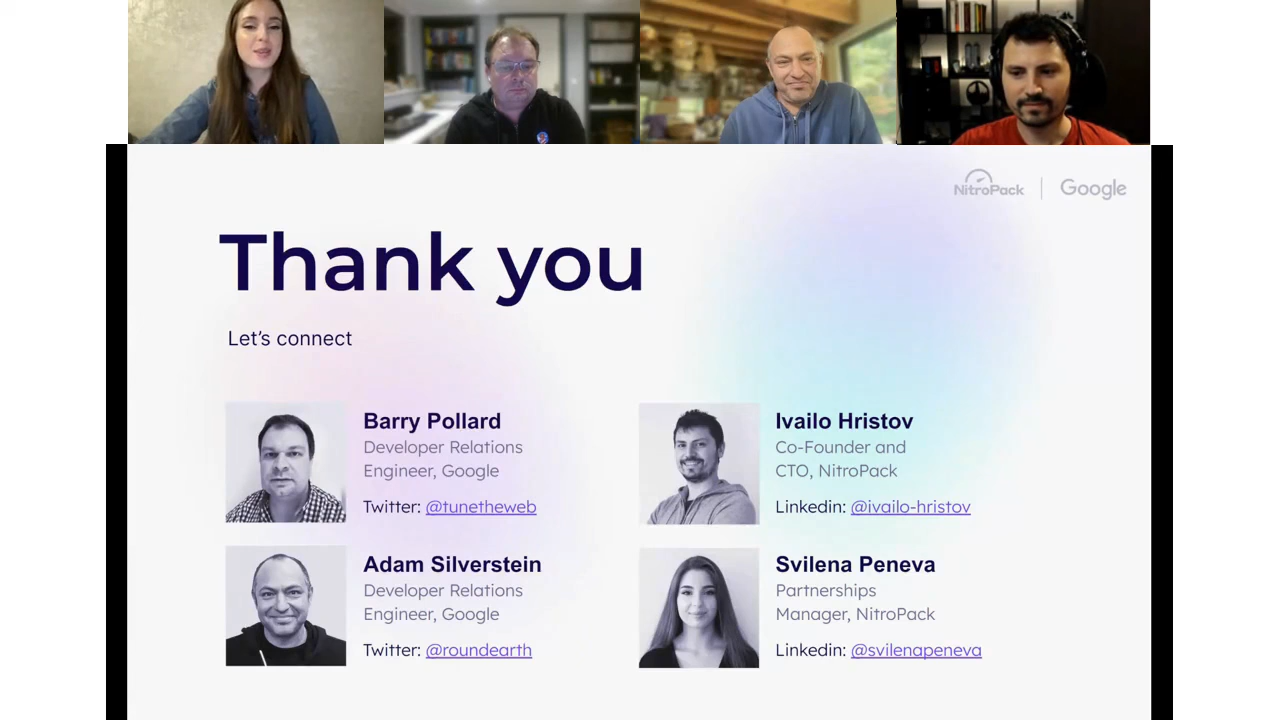 NitroPack | Google
Thank you
Let's connect
Barry Pollard
Developer Relations
Engineer, Google
Twitter: @tunetheweb
Ivailo Hristov
Co-Founder and
CTO, NitroPack
Linkedin: @ivailo-hristov
Adam Silverstein
Developer Relations
Engineer, Google
Twitter: @roundearth
Svilena Peneva
Partnerships
Manager, NitroPack
Linkedin: @svilenapeneva